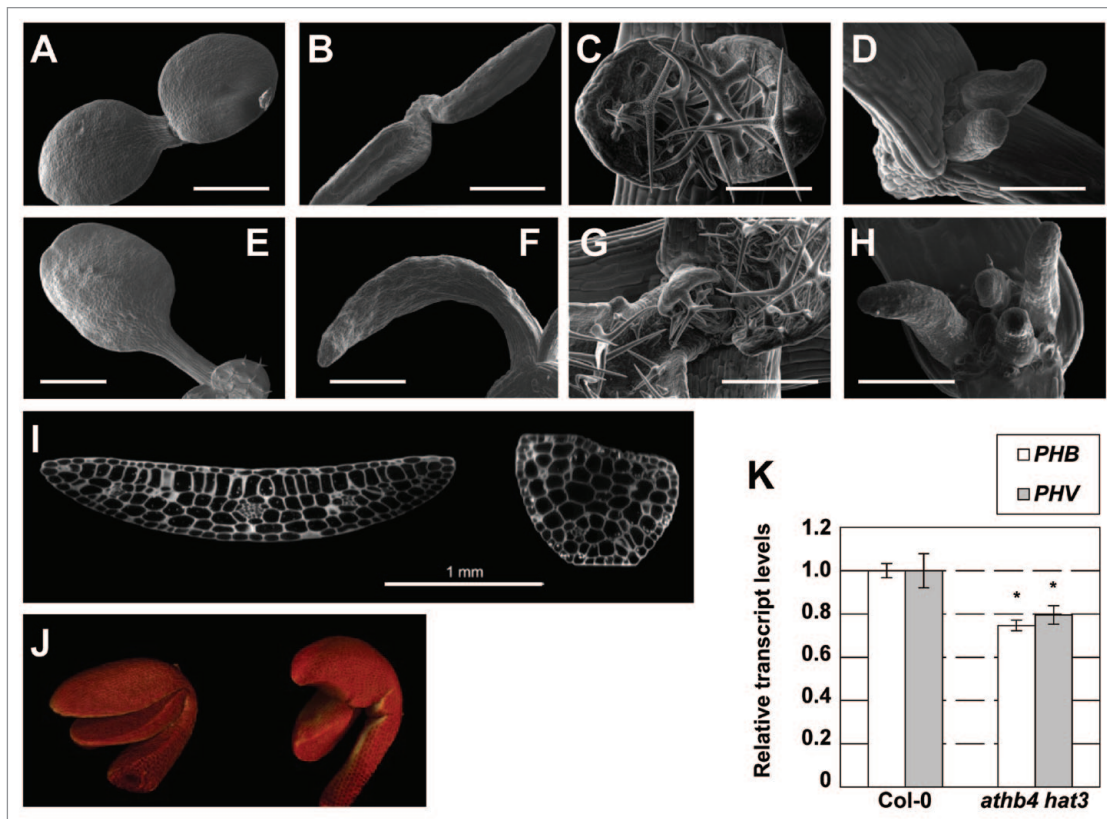 A
B
C
D
E
F
G
H
I
1 mm
J
K
PHB
PHV
Relative transcript levels
1.2
1.0
0.8
0.6
0.4
0.2
0
* *
Col-0 athb4 hat3